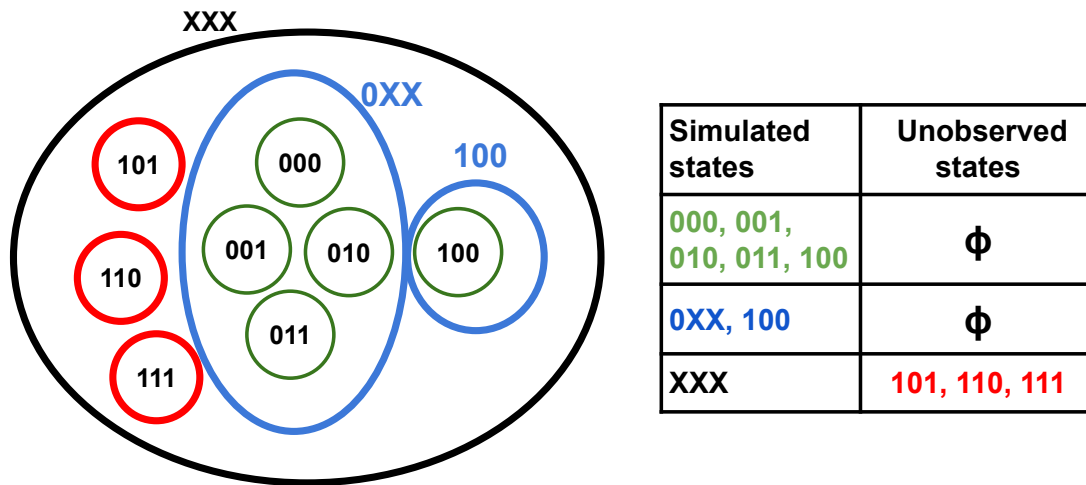 XXX
0XX
100
101
000
001
010
100
110
011
111
Simulated states
Unobserved states
000, 001,
010, 011, 100
ϕ
0XX, 100
ϕ
XXX
101, 110, 111